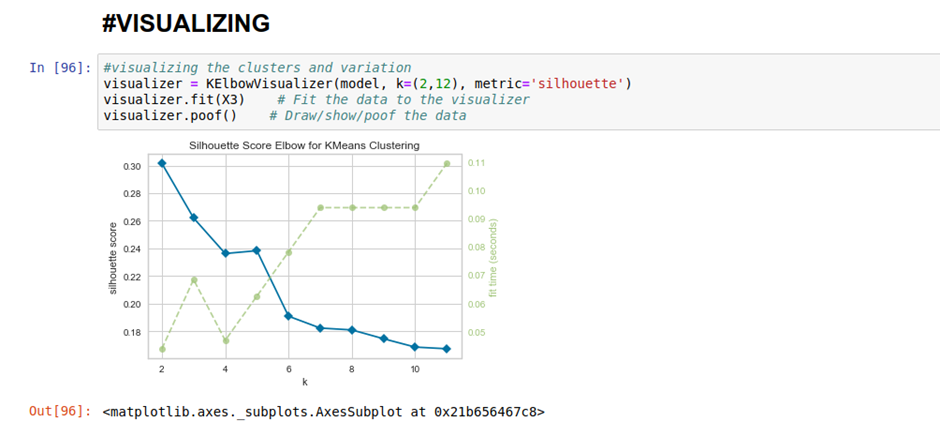 #VISUALIZING
In [96]:
#visualizing the clusters and variation
visualizer = KElbowVisualizer(model, k=(2,12), metric='silhouette')
visualizer.fit(X3)    # Fit the data to the visualizer
visualizer.poof()    # Draw/show/poof the data
Silhouette Score Elbow for KMeans Clustering
0.30
0.28
0.26
0.24
0.22
0.20
0.18
silhouette score
0.11
0.10
0.09
0.08
0.07
0.06
0.05
fit time (seconds)
2 4 6 8 10
k
Out[96]: <matplotlib.axes._subplots.AxesSubplot at 0x21b656467c8>